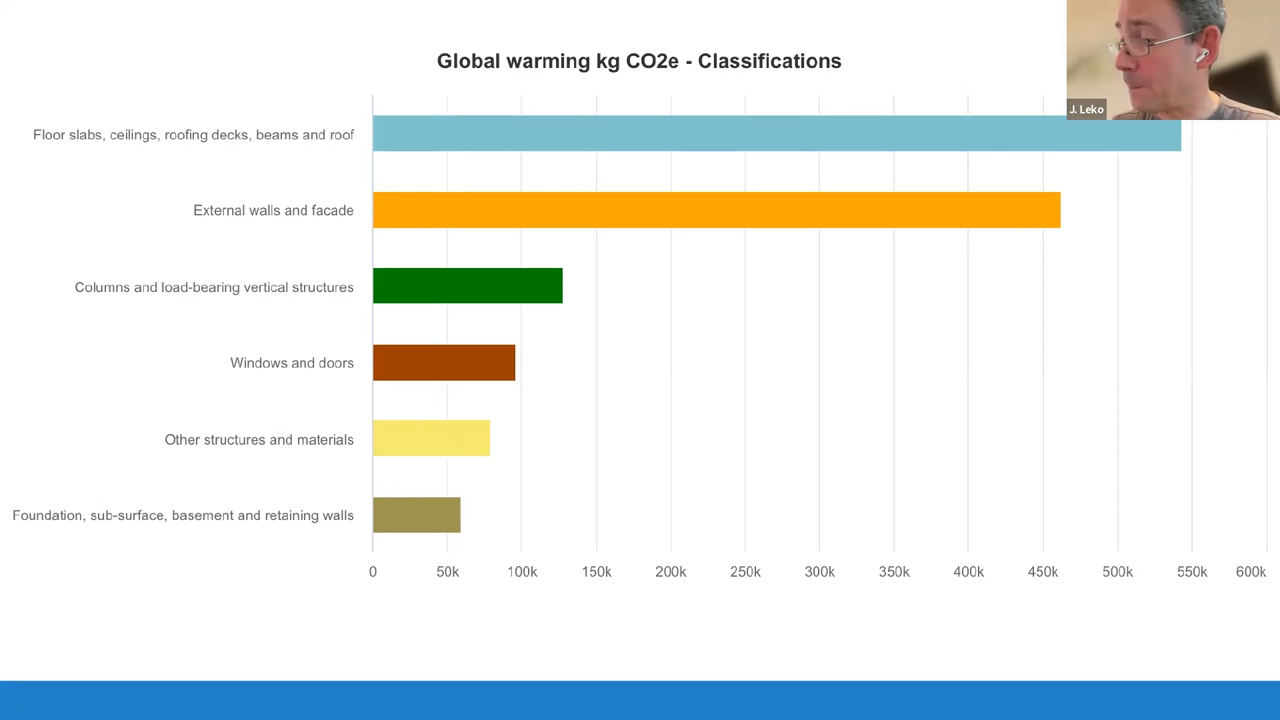 Global warming kg CO2e - Classifications
J. Leko
Floor slabs, ceilings, roofing decks, beams and roof
External walls and facade
Columns and load-bearing vertical structures
Windows and doors
Other structures and materials
Foundation, sub-surface, basement and retaining walls
0 50k 100k 150k 200k 250k 300k 350k 400k 450k 500k 550k 600k